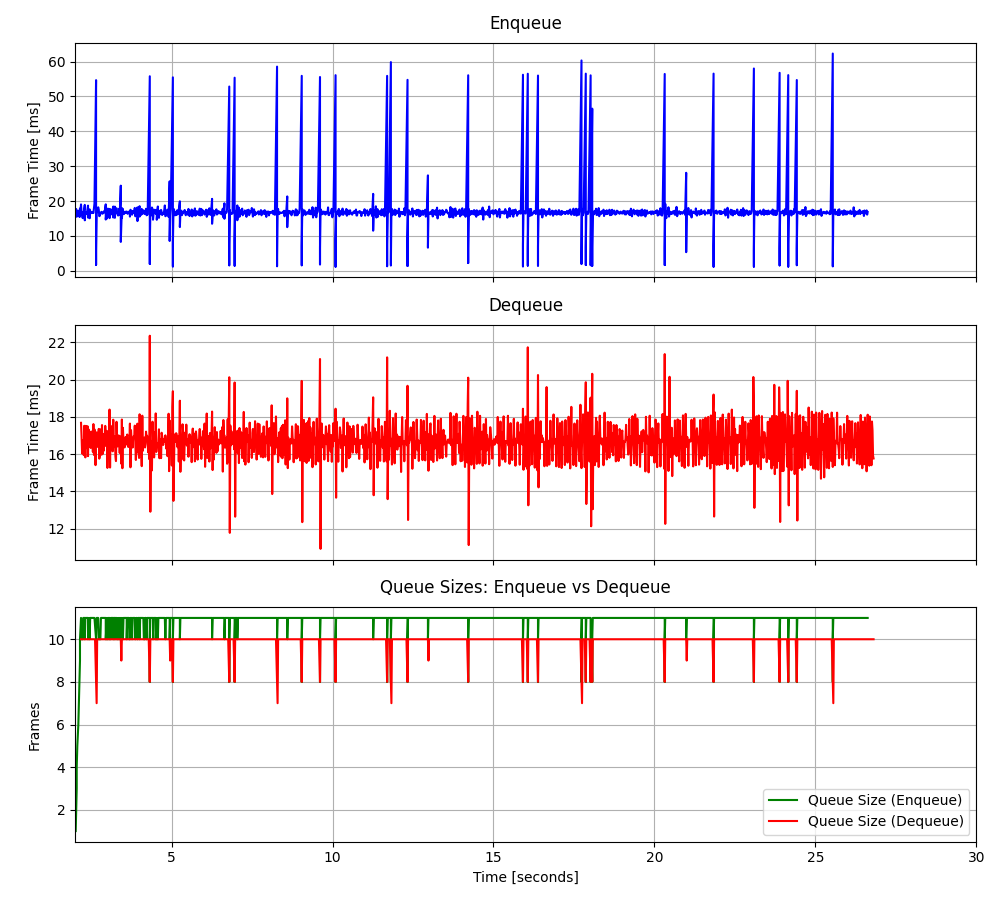 Enqueue
Frame Time [ms]
60
50
40
30
20
10
0
Dequeue
Frame Time [ms]
22
20
18
16
14
12
Queue Sizes: Enqueue vs Dequeue
Frames
10
8
6
4
2
Queue Size (Enqueue)
Queue Size (Dequeue)
5 10 15 20 25 30
Time [seconds]